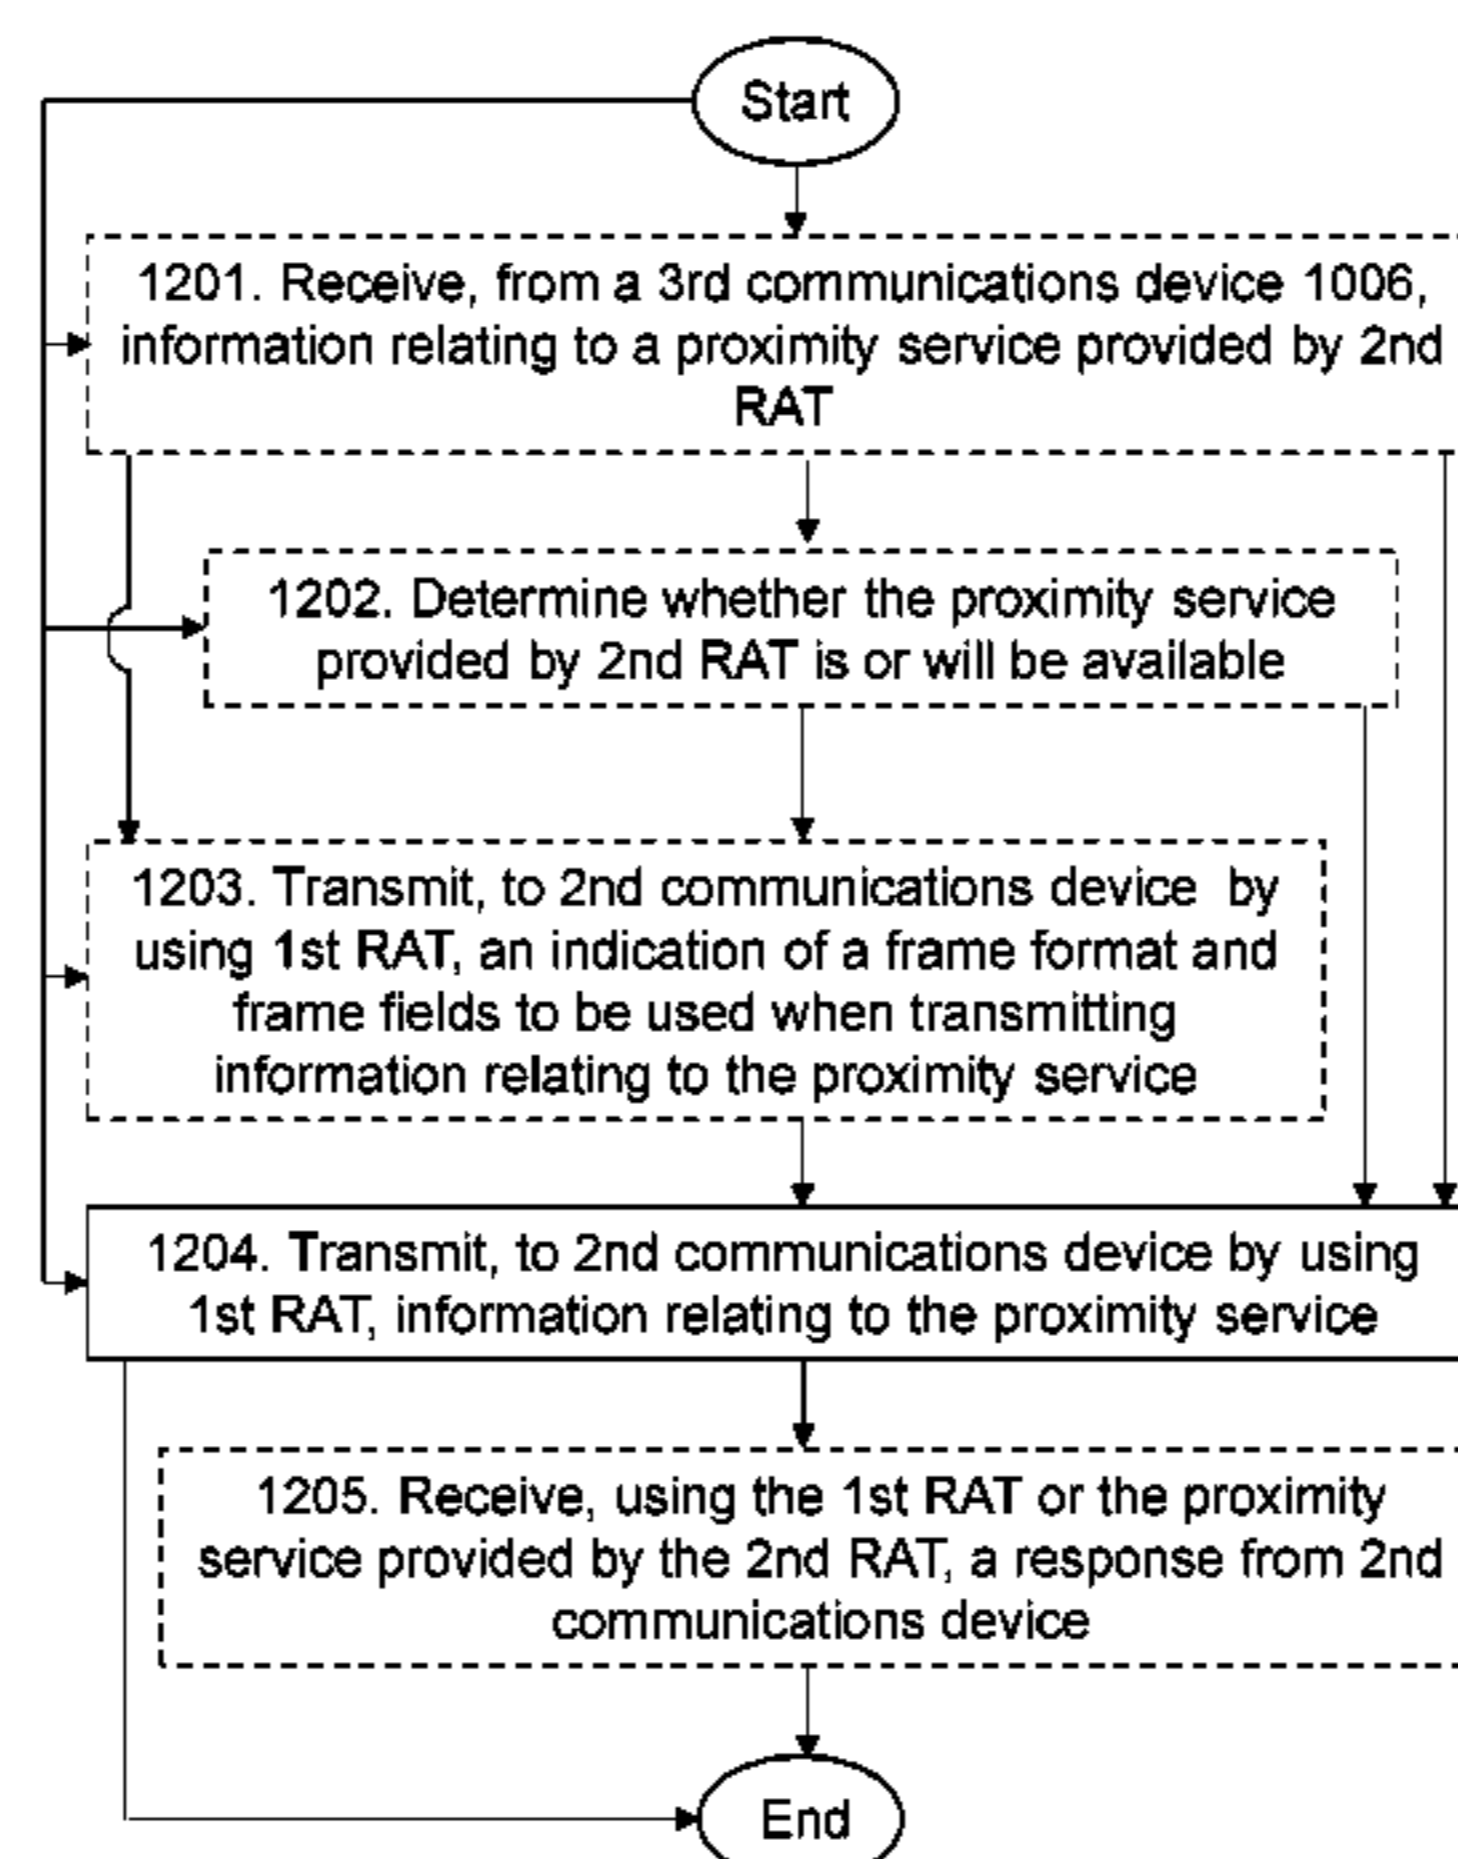 Start
1201. Receive, from a 3rd communications device 1006,
information relating to a proximity service provided by 2nd
RAT
1202. Determine whether the proximity service
provided by 2nd RAT is or will be available
1203. Transmit, to 2nd communications device by
using 1st RAT, an indication of a frame format and
frame fields to be used when transmitting
information relating to the proximity service
1204. Transmit, to 2nd communications device by using
1st RAT, information relating to the proximity service
1205. Receive, using the 1st RAT or the proximity
service provided by the 2nd RAT, a response from 2nd
communications device
End